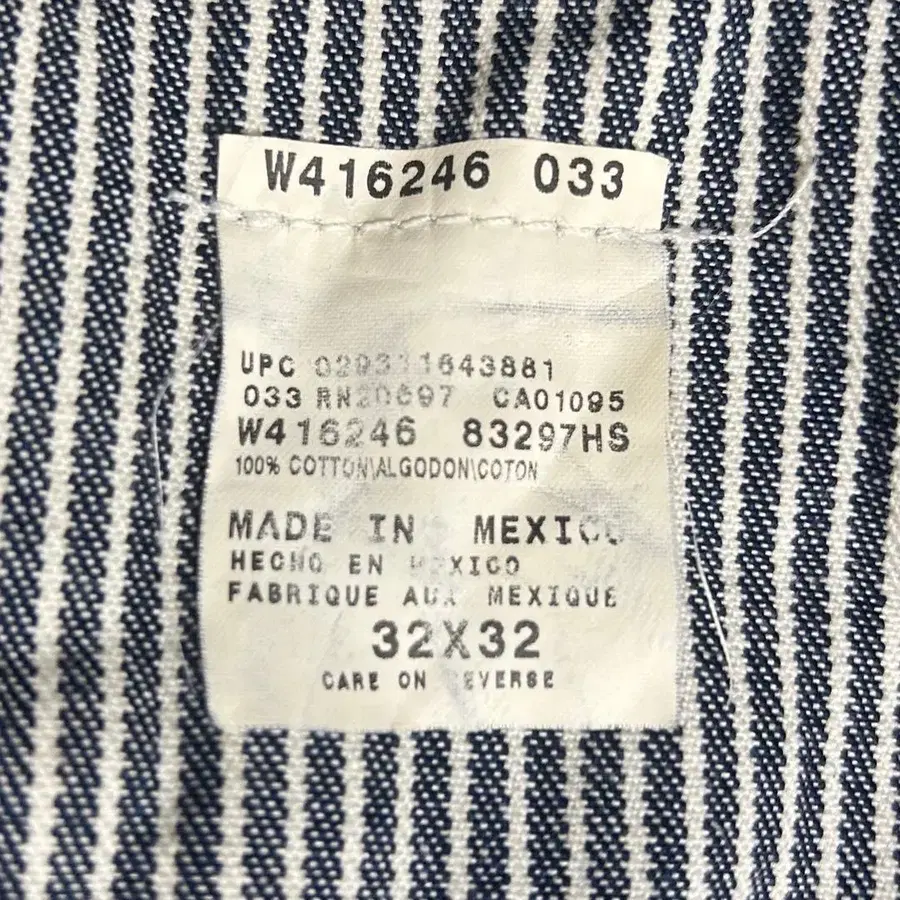 W416246 033
UPC
033 RN20697 CA01095
W416246 83297HS
100% COTTON\ALGODON\COTON
MADE IN MEXICO
HECHO EN MEXICO
FABRIQUE AUX MEXIQUE
32X32
CARE ON REVERSE